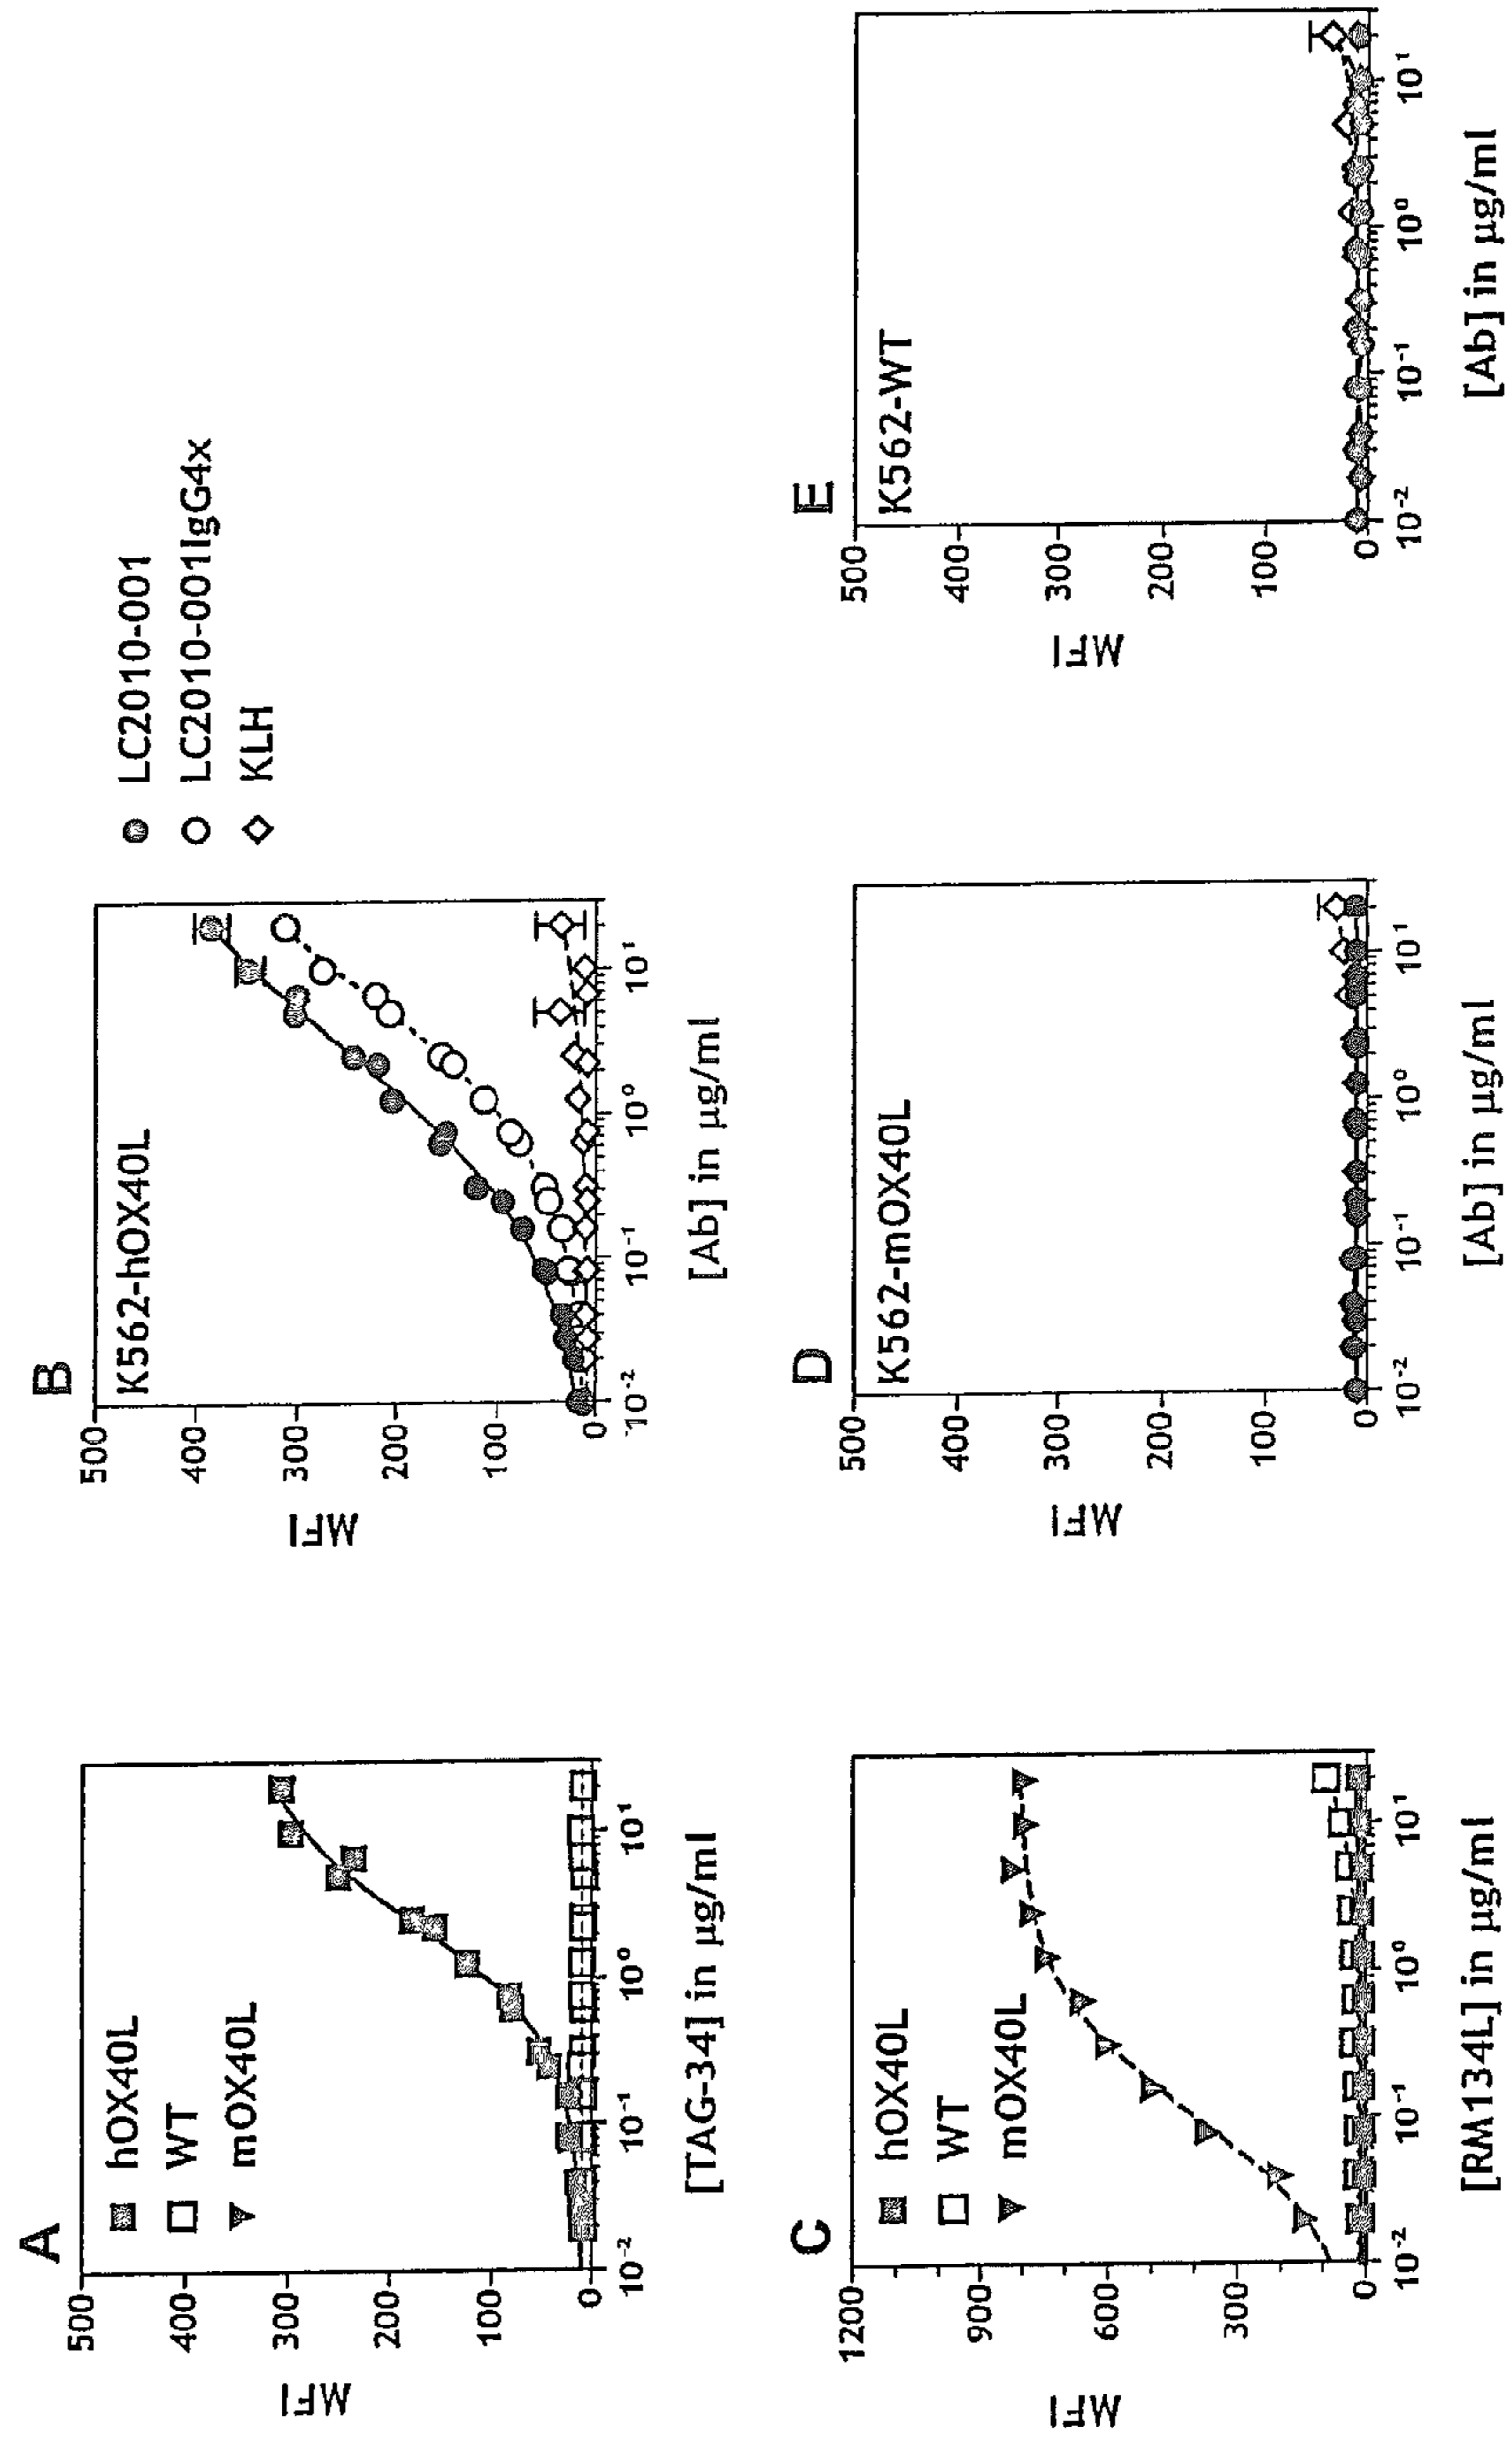 A
500
400
300
200
100
0
MFI
hOX40L
WT
mOX40L
10⁻² 10⁻¹ 10⁰ 10¹
[TAG-34] in µg/ml
B
500
400
300
200
100
0
MFI
K562-hOX40L
10⁻² 10⁻¹ 10⁰ 10¹
[Ab] in µg/ml
LC2010-001
LC2010-001IgG4x
KLH
C
1200
900
600
300
0
MFI
hOX40L
WT
mOX40L
10⁻² 10⁻¹ 10⁰ 10¹
[RM134L] in µg/ml
D
500
400
300
200
100
0
MFI
K562-mOX40L
10⁻² 10⁻¹ 10⁰ 10¹
[Ab] in µg/ml
E
500
400
300
200
100
0
MFI
K562-WT
10⁻² 10⁻¹ 10⁰ 10¹
[Ab] in µg/ml